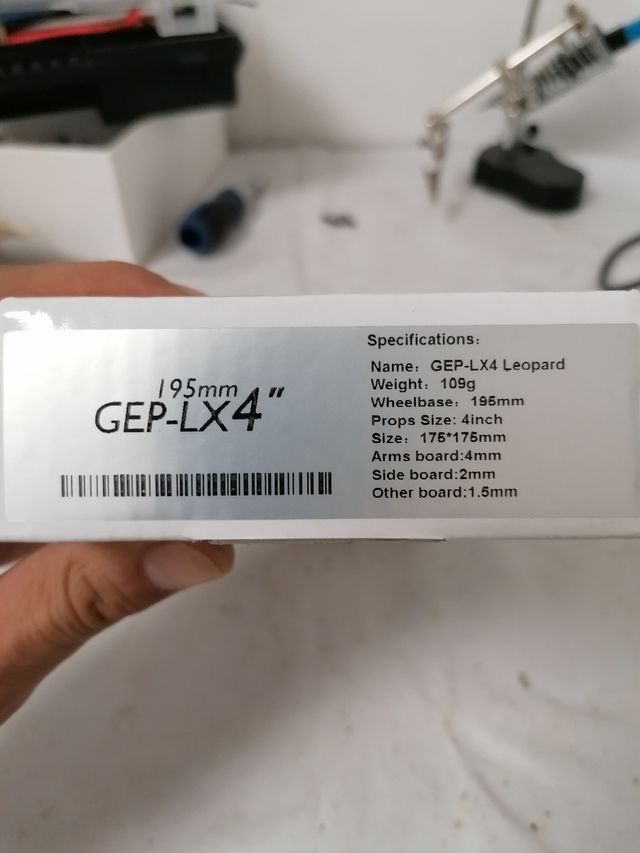 195mm
GEP-LX4"
Specifications:
Name: GEP-LX4 Leopard
Weight: 109g
Wheelbase: 195mm
Props Size: 4inch
Size: 175*175mm
Arms board:4mm
Side board:2mm
Other board:1.5mm